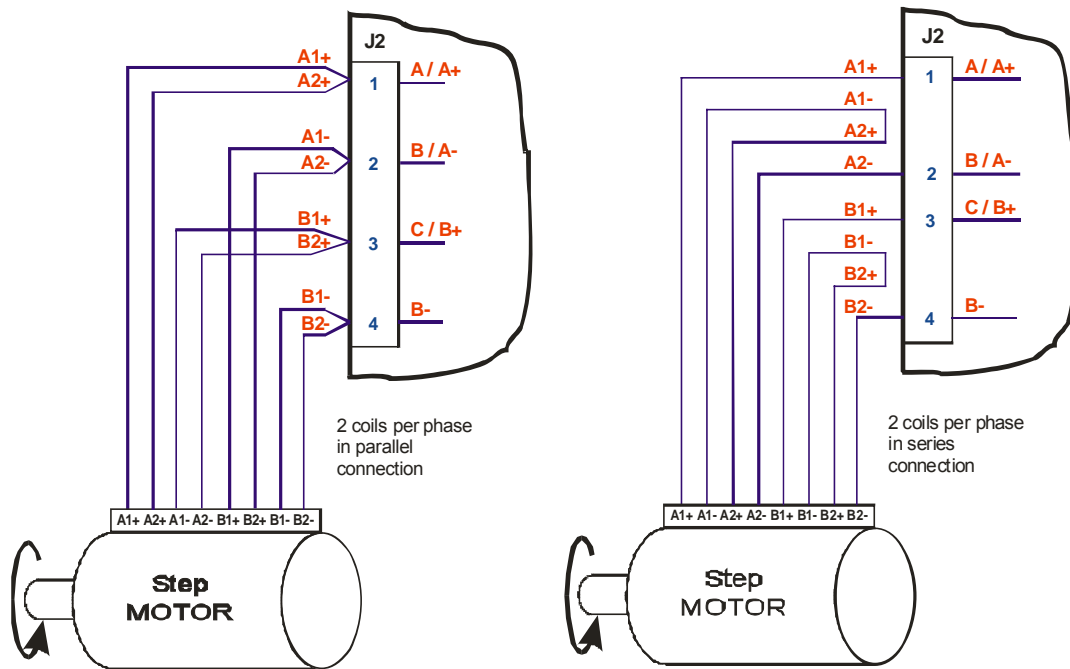 J2
A1+
A / A+
A2+
1
A1-
B / A-
A2-
2
B1+
C / B+
B2+
3
B1-
B-
B2-
4
2 coils per phase
in parallel
connection
A1+ A2+ A1- A2- B1+ B2+ B1- B2-
Step
MOTOR
J2
A1+
A / A+
1
A1-
A2+
A2-
B / A-
2
B1+
C / B+
3
B1-
B2+
B2-
B-
4
2 coils per phase
in series
connection
A1+ A1- A2+ A2- B1+ B1- B2+ B2-
Step
MOTOR